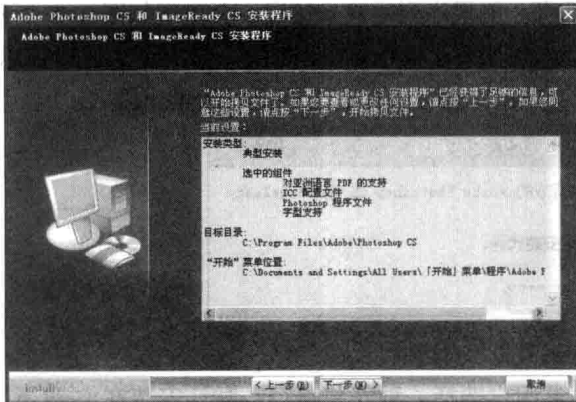 Adobe Photoshop CS 和 ImageReady CS 安装程序
Adobe Photoshop CS 和 ImageReady CS 安装程序
“Adobe Photoshop CS 和 ImageReady CS 安装程序”已经获得了足够的信息，可
以开始拷贝文件了。如果您要查看或更改任何设置，请点按“上一步”。如果您同
意这些设置，请点按“下一步”，开始拷贝文件。
当前设置：
安装类型:
典型安装
选中的组件
对亚洲语言 PDF 的支持
ICC 配置文件
Photoshop 程序文件
字型支持
目标目录:
C:\Program Files\Adobe\Photoshop CS
“开始”菜单位置:
C:\Documents and Settings\All Users\「开始」菜单\程序\Adobe P
< 上一步(B) 下一步(N) > 取消